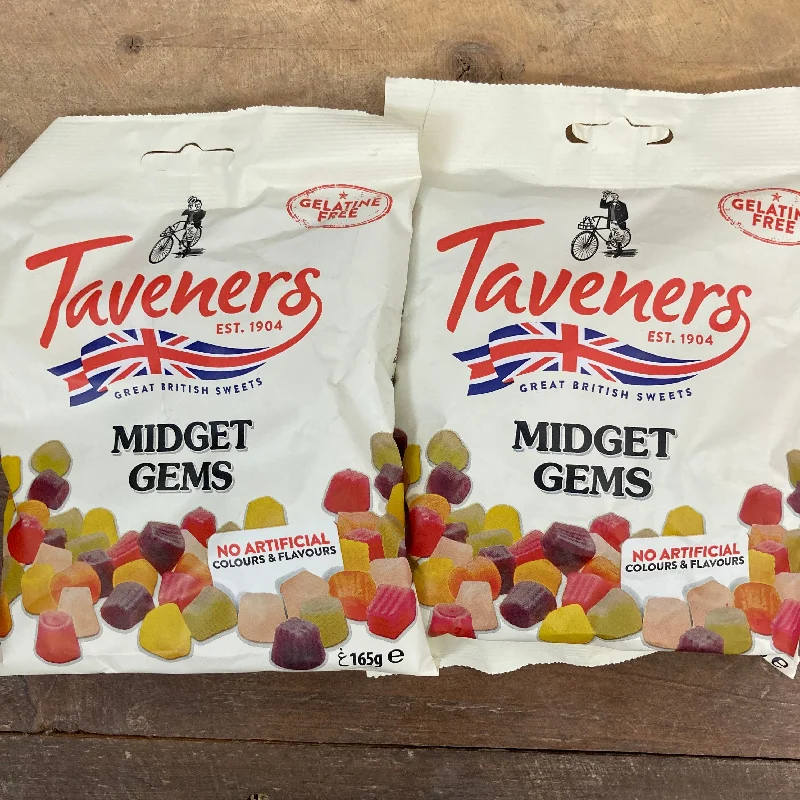 GELATINE
FREE
Taveners
EST. 1904
GREAT BRITISH SWEETS
MIDGET
GEMS
NO ARTIFICIAL
COLOURS & FLAVOURS
غ 165g e
GELATIN
FREE
Taveners
EST. 1904
GREAT BRITISH SWEETS
MIDGET
GEMS
NO ARTIFICIAL
COLOURS & FLAVOURS
e